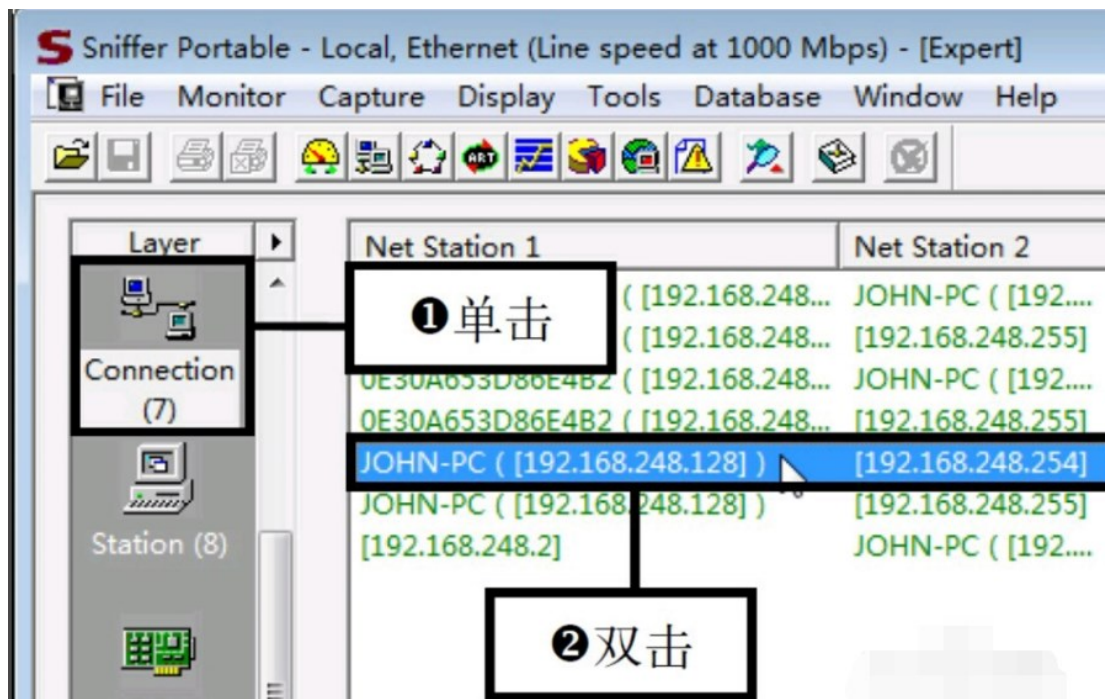 Sniffer Portable - Local, Ethernet (Line speed at 1000 Mbps) - [Expert]
File Monitor Capture Display Tools Database Window Help
ART
Layer
Net Station 1 Net Station 2
( [192.168.248... JOHN-PC ( [192....
❶单击
( [192.168.248... [192.168.248.255]
Connection
(7)
0E30A653D86E4B2 ( [192.168.248... JOHN-PC ( [192....
0E30A653D86E4B2 ( [192.168.248... [192.168.248.255]
JOHN-PC ( [192.168.248.128] ) [192.168.248.254]
JOHN-PC ( [192.168.248.128] ) [192.168.248.255]
Station (8)
[192.168.248.2] JOHN-PC ( [192....
❷双击